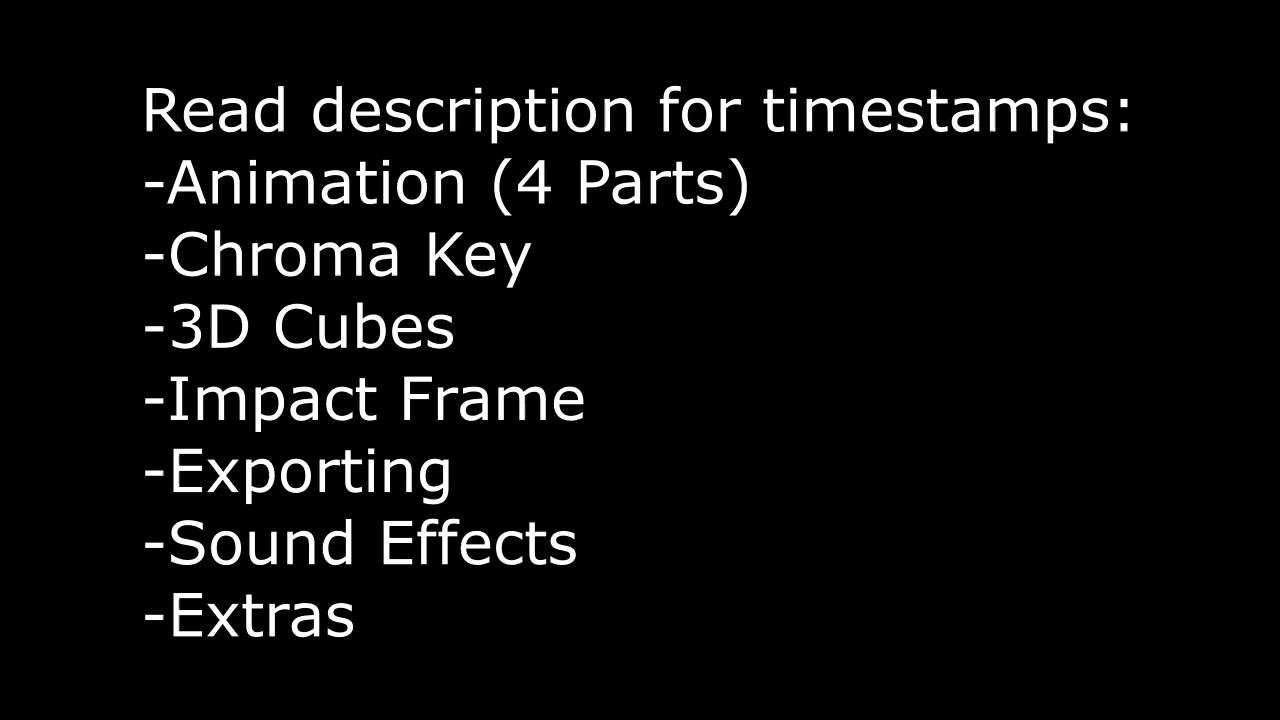 Read description for timestamps:
-Animation (4 Parts)
-Chroma Key
-3D Cubes
-Impact Frame
-Exporting
-Sound Effects
-Extras